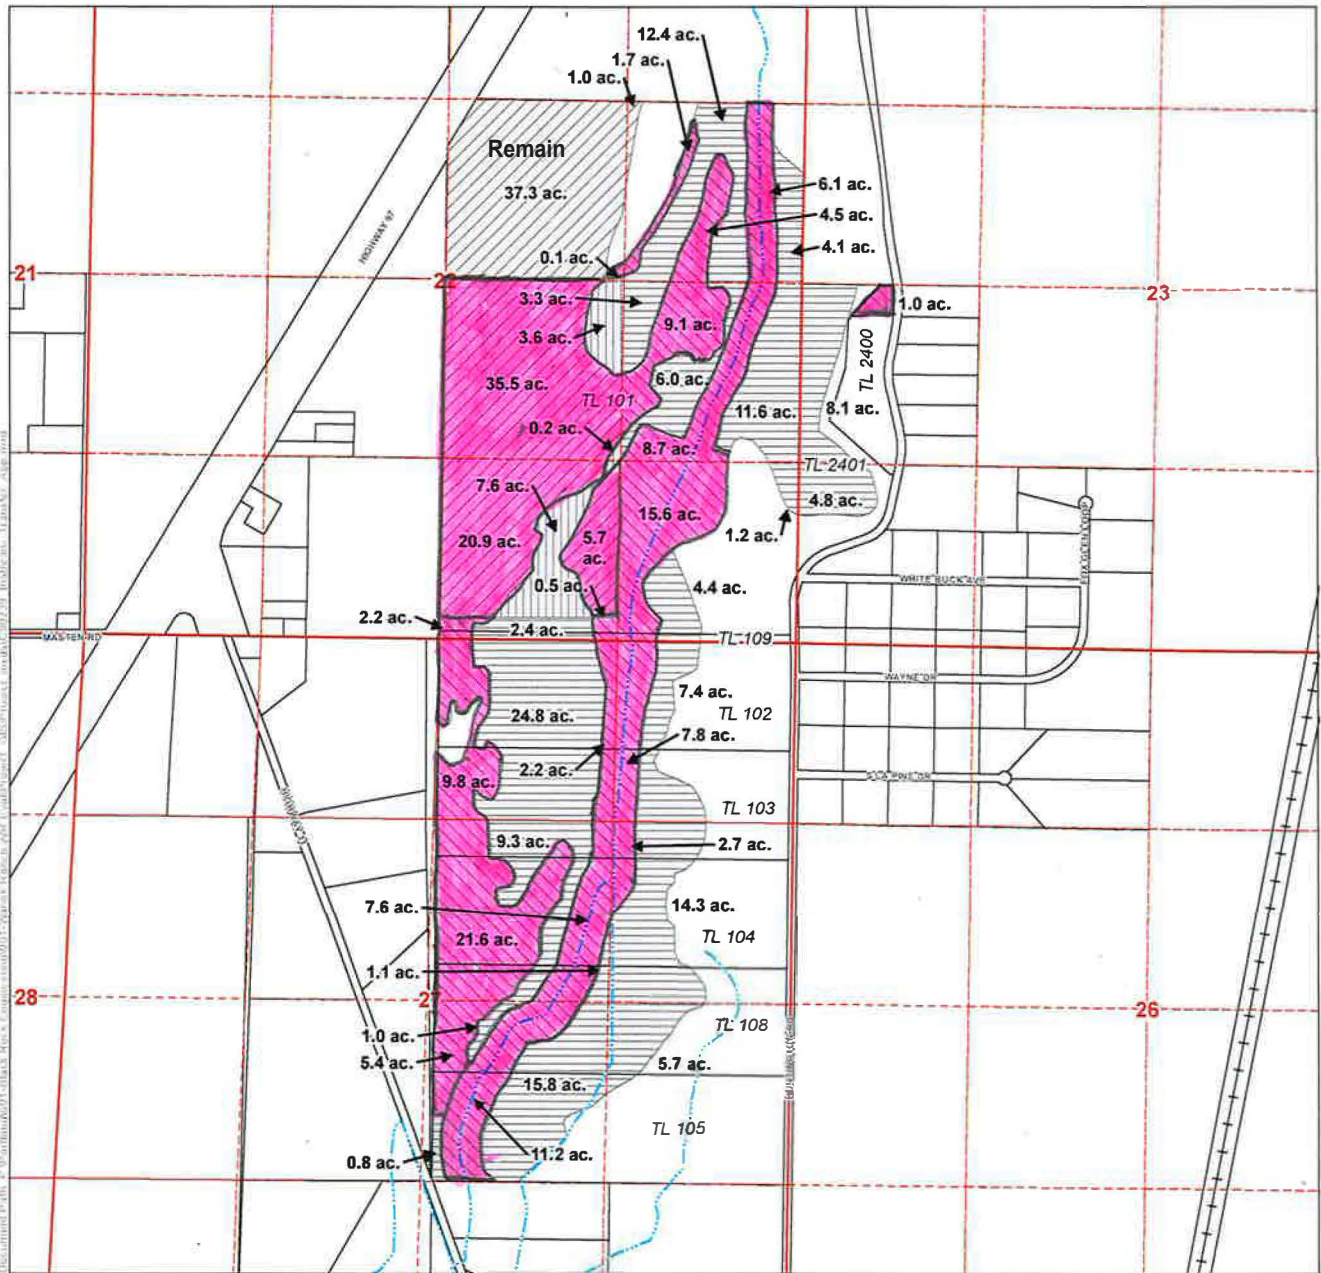 12.4 ac.
1.7 ac.
1.0 ac.
Remain
37.3 ac.
6.1 ac.
4.5 ac.
HIGHWAY 97
4.1 ac.
0.1 ac.
21
22
23
3.3 ac.
1.0 ac.
3.6 ac.
9.1 ac.
TL 2400
35.5 ac.
6.0 ac.
TL 101
11.6 ac.
8.1 ac.
0.2 ac.
8.7 ac.
TL 2401
7.6 ac.
4.8 ac.
15.6 ac.
20.9 ac.
5.7
ac.
1.2 ac.
FOX GLEN LOOP
0.5 ac.
4.4 ac.
WHITE BUCK AVE
2.2 ac.
2.4 ac.
MASTEN RD
TL 109
WAYNE DR
7.4 ac.
24.8 ac.
TL 102
7.8 ac.
2.2 ac.
9.8 ac.
S LA PINE DR
TL 103
9.3 ac.
2.7 ac.
7.6 ac.
14.3 ac.
21.6 ac.
TL 104
1.1 ac.
28
27
26
TL 108
1.0 ac.
5.4 ac.
5.7 ac.
15.8 ac.
TL 105
11.2 ac.
0.8 ac.